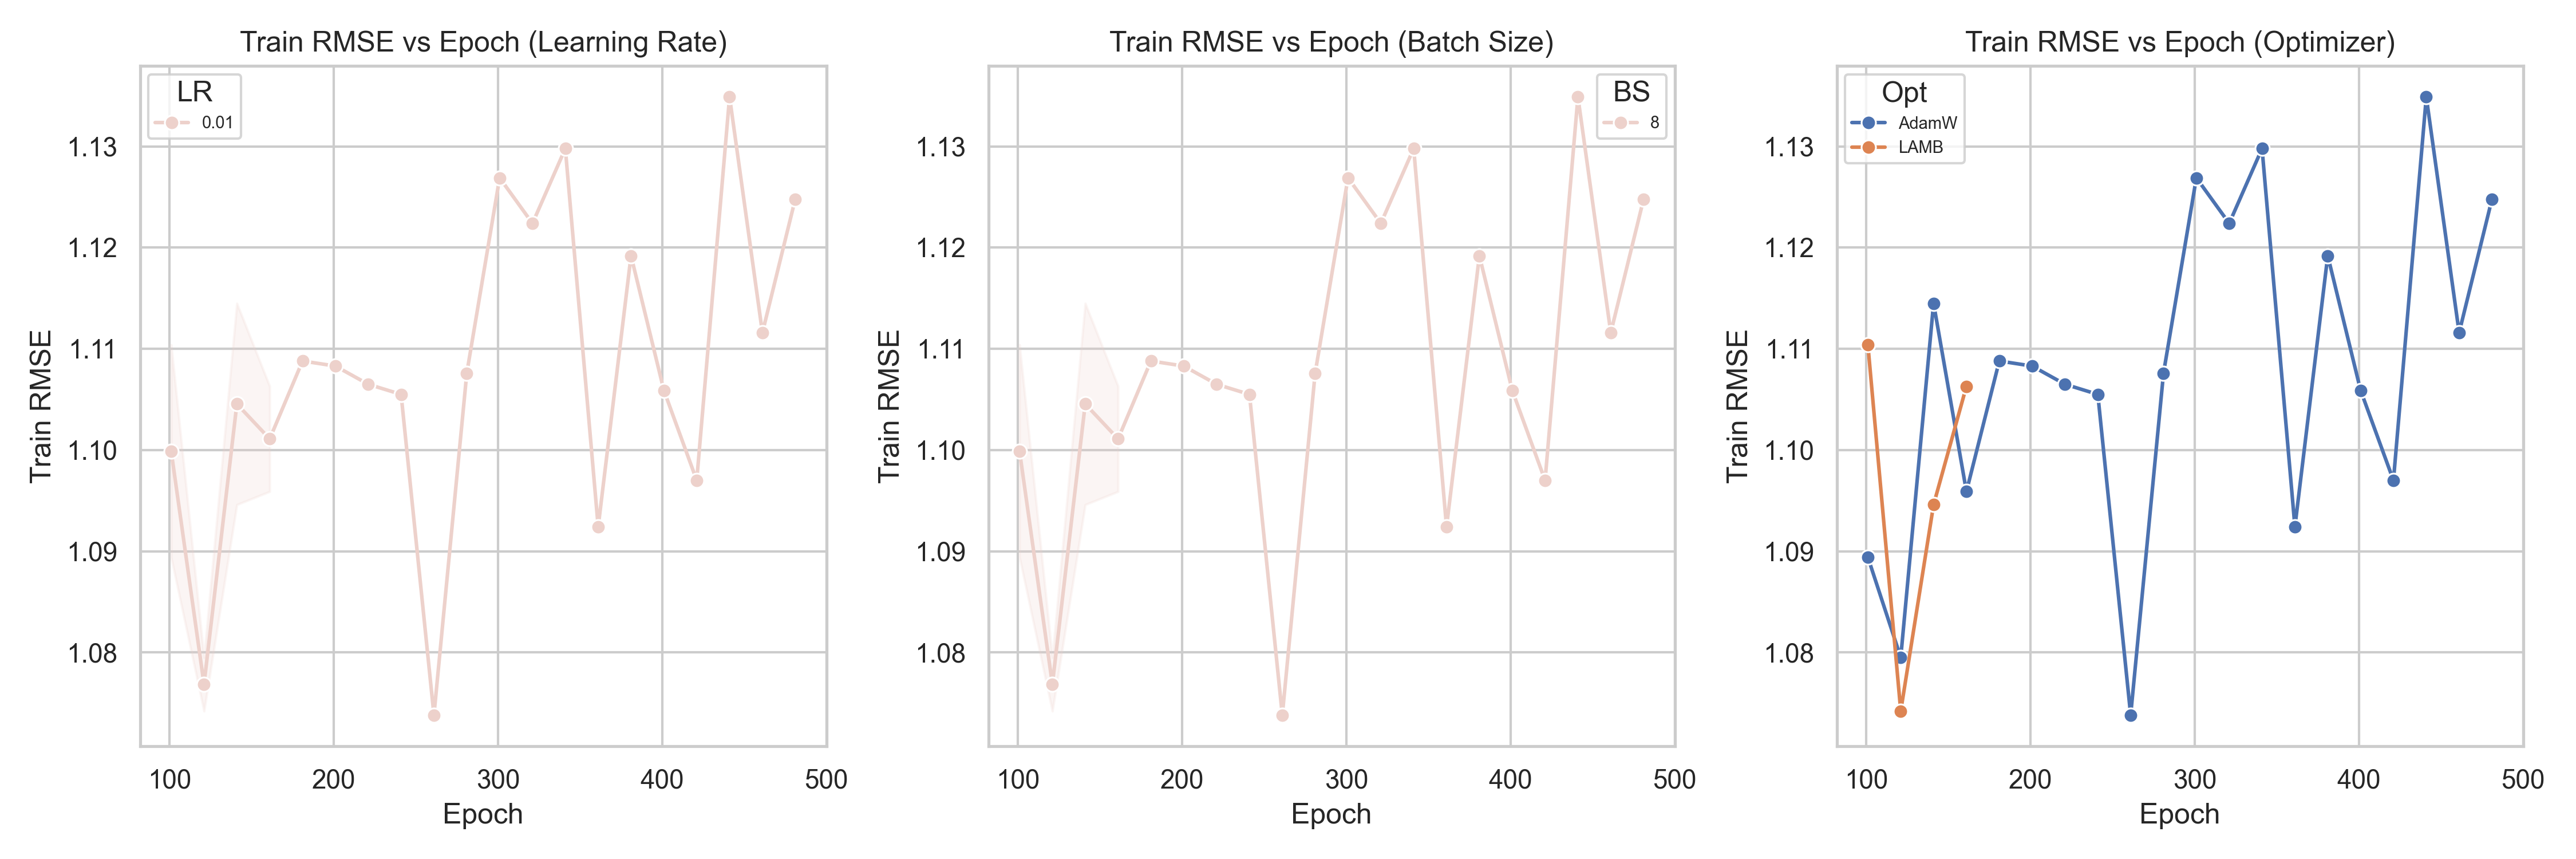 Train RMSE vs Epoch (Learning Rate)
LR
0.01
Train RMSE
1.13
1.12
1.11
1.10
1.09
1.08
100 200 300 400 500
Epoch
Train RMSE vs Epoch (Batch Size)
BS
8
Train RMSE
1.13
1.12
1.11
1.10
1.09
1.08
100 200 300 400 500
Epoch
Train RMSE vs Epoch (Optimizer)
Opt
AdamW
LAMB
Train RMSE
1.13
1.12
1.11
1.10
1.09
1.08
100 200 300 400 500
Epoch